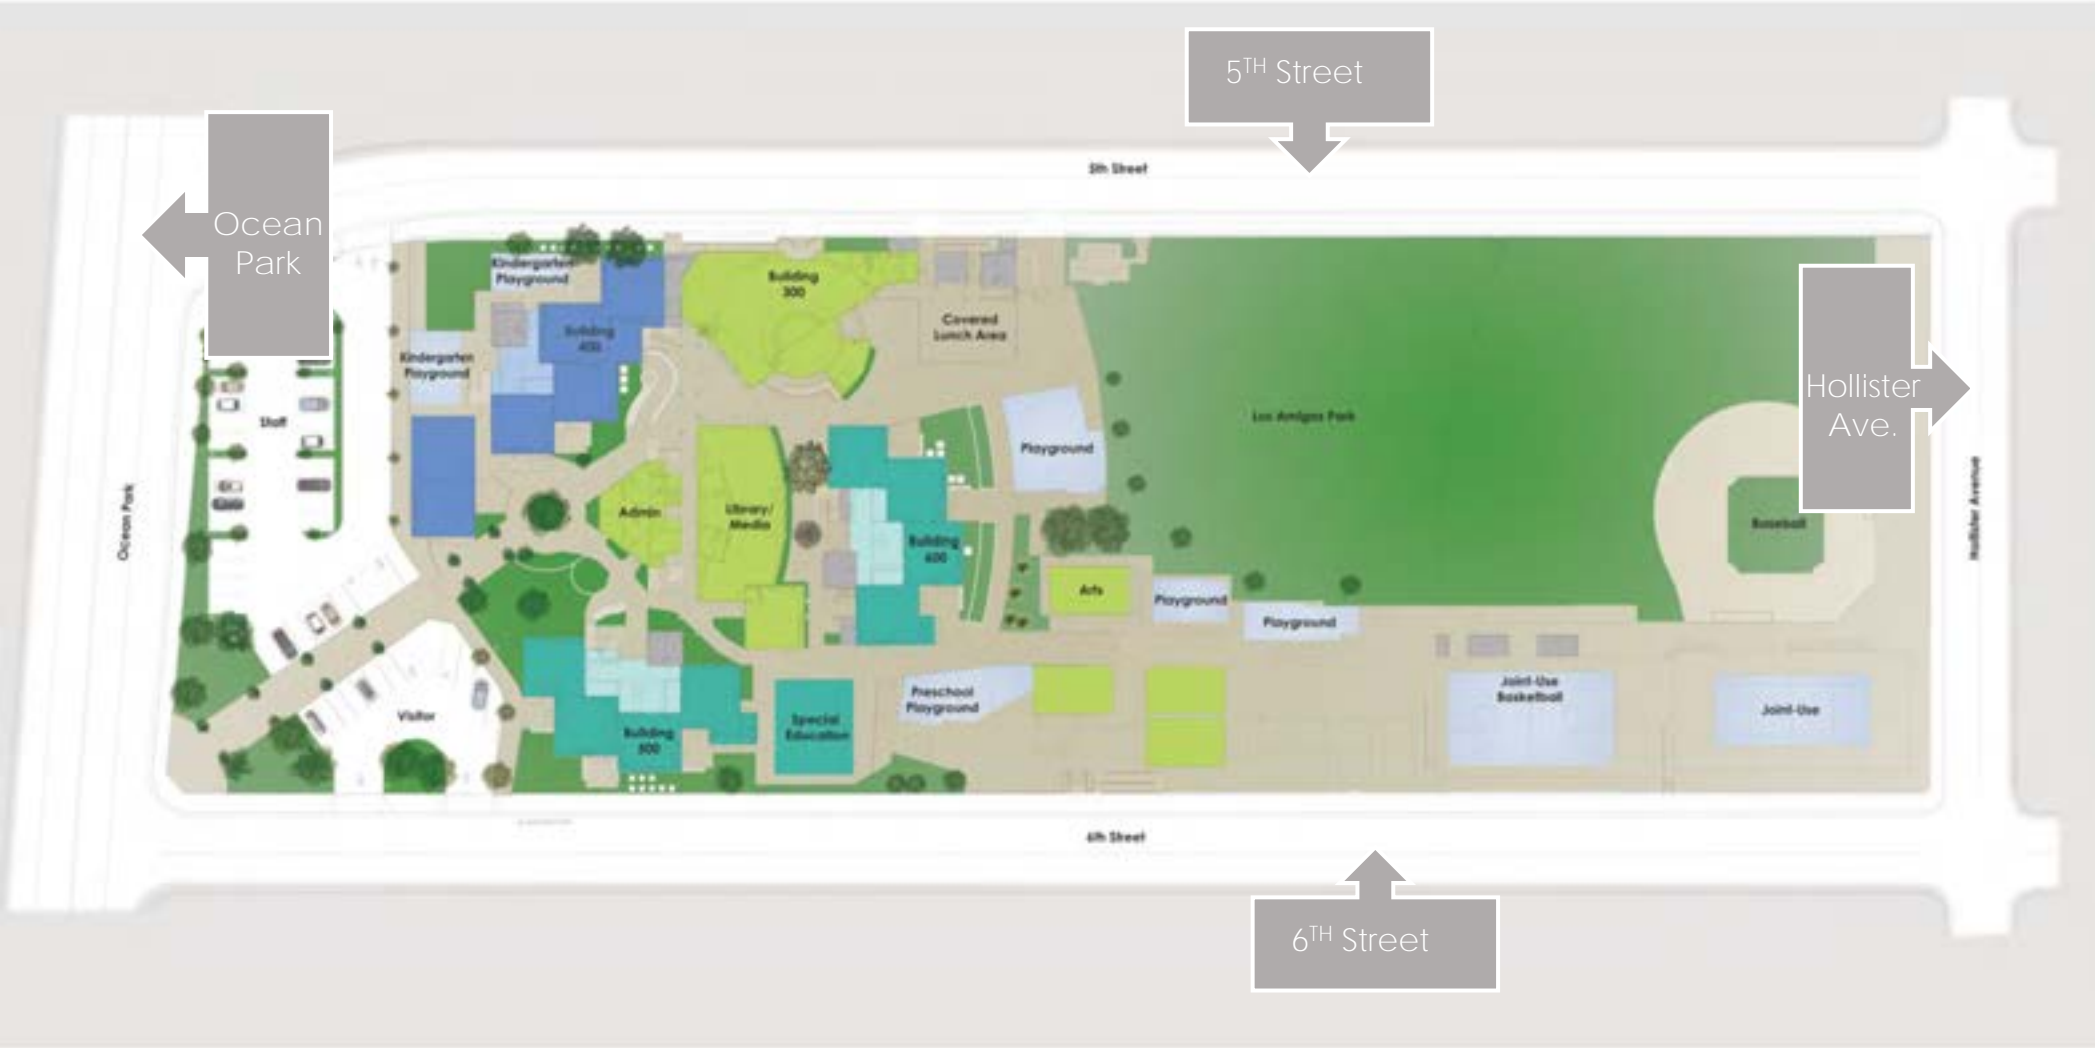 5TH Street
5th Street
Ocean
Park
Kindergarten
Playground
Building
300
Building
400
Covered
Lunch Area
Kindergarten
Playground
Hollister
Ave.
Staff
Los Amigos Park
Playground
Ocean Park
Admin
Library/
Media
Building
600
Baseball
Hollister Avenue
Arts
Playground
Playground
Visitor
Preschool
Playground
Joint-Use
Basketball
Joint-Use
Special
Education
Building
500
6th Street
6TH Street